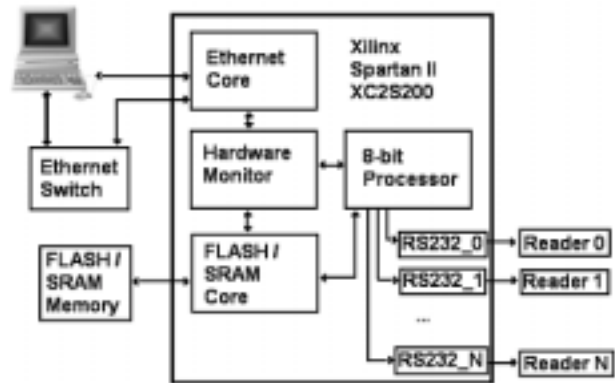 Ethernet
Core
Xilinx
Spartan II
XC2S200
Ethernet
Switch
Hardware
Monitor
8-bit
Processor
FLASH /
SRAM
Memory
FLASH /
SRAM
Core
RS232_0
Reader 0
RS232_1
Reader 1
...
RS232_N
Reader N